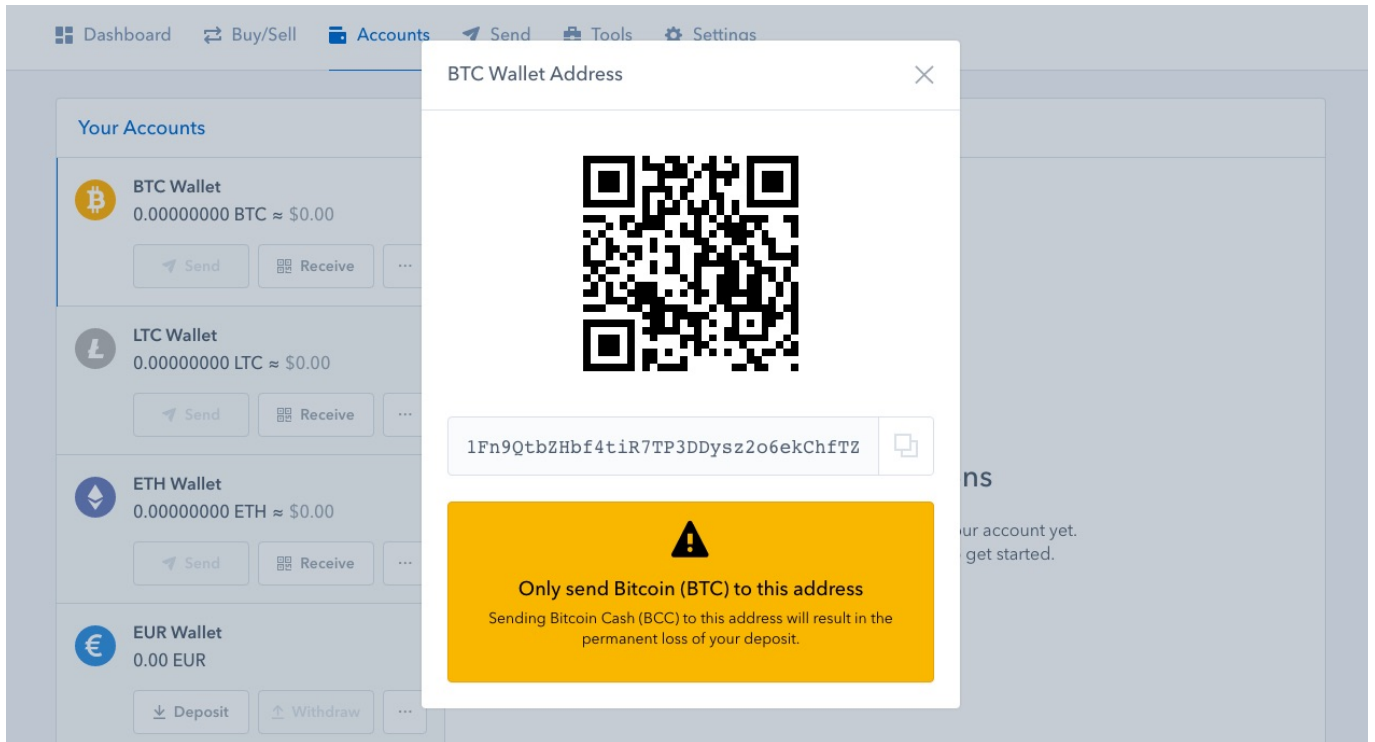 Dashboard Buy/Sell Accounts Send Tools Settings
BTC Wallet Address
Your Accounts
BTC Wallet
0.00000000 BTC ≈ $0.00
Send Receive ...
LTC Wallet
0.00000000 LTC ≈ $0.00
Send Receive ...
ETH Wallet
0.00000000 ETH ≈ $0.00
Send Receive ...
EUR Wallet
0.00 EUR
Deposit Withdraw ...
1Fn9QtbZHbf4tiR7TP3DDysz2o6ekChfTZ
Only send Bitcoin (BTC) to this address
Sending Bitcoin Cash (BCC) to this address will result in the
permanent loss of your deposit.
ns
ur account yet.
get started.